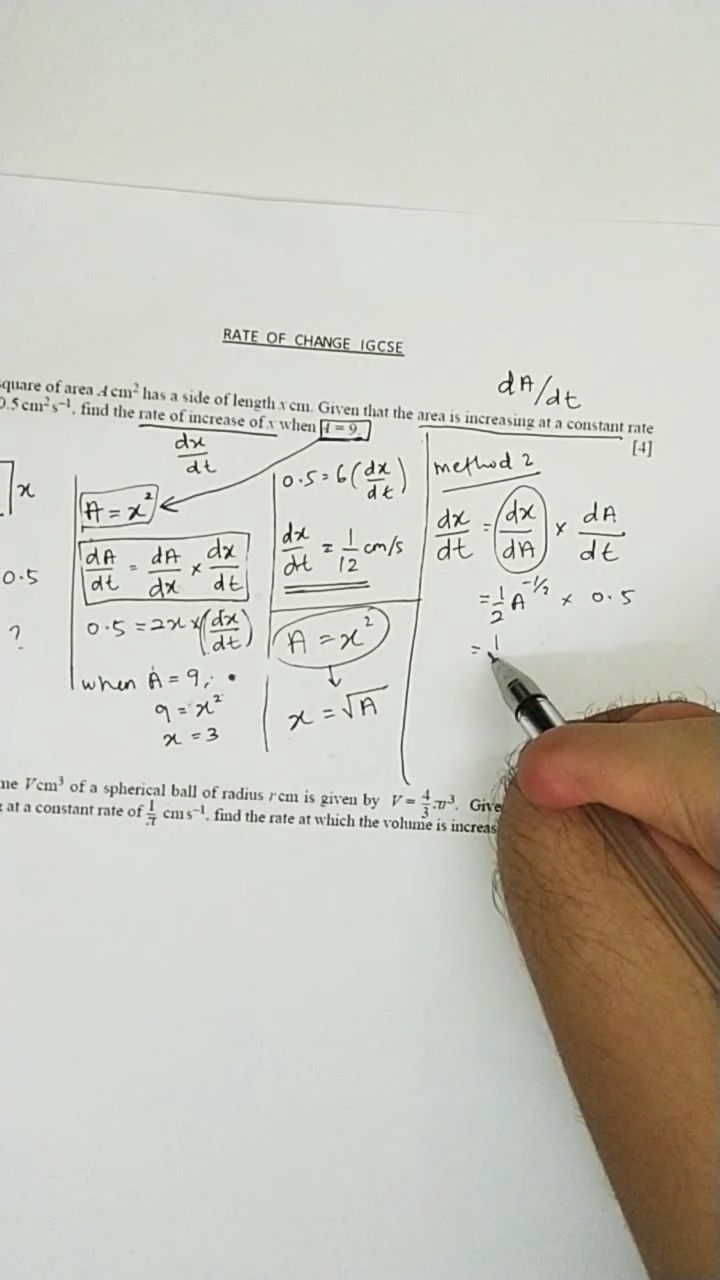 RATE OF CHANGE IGCSE
dA/dt
square of area A cm² has a side of length x cm. Given that the area is increasing at a constant rate
0.5 cm² s⁻¹, find the rate of increase of x when A = 9.
[4]
dx/dt
x
0.5
?
A = x²
dA/dt = dA/dx × dx/dt
0.5 = 2x × (dx/dt)
when A = 9,
9 = x²
x = 3
0.5 = 6 (dx/dt)
dx/dt = 1/12 cm/s
A = x²
x = √A
method 2
dx/dt = dx/dA × dA/dt
= 1/2 A^-1/2 × 0.5
= 1
V cm³ of a spherical ball of radius r cm is given by V = 4/3 πr³. Give
at a constant rate of 1/π cm s⁻¹, find the rate at which the volume is increas